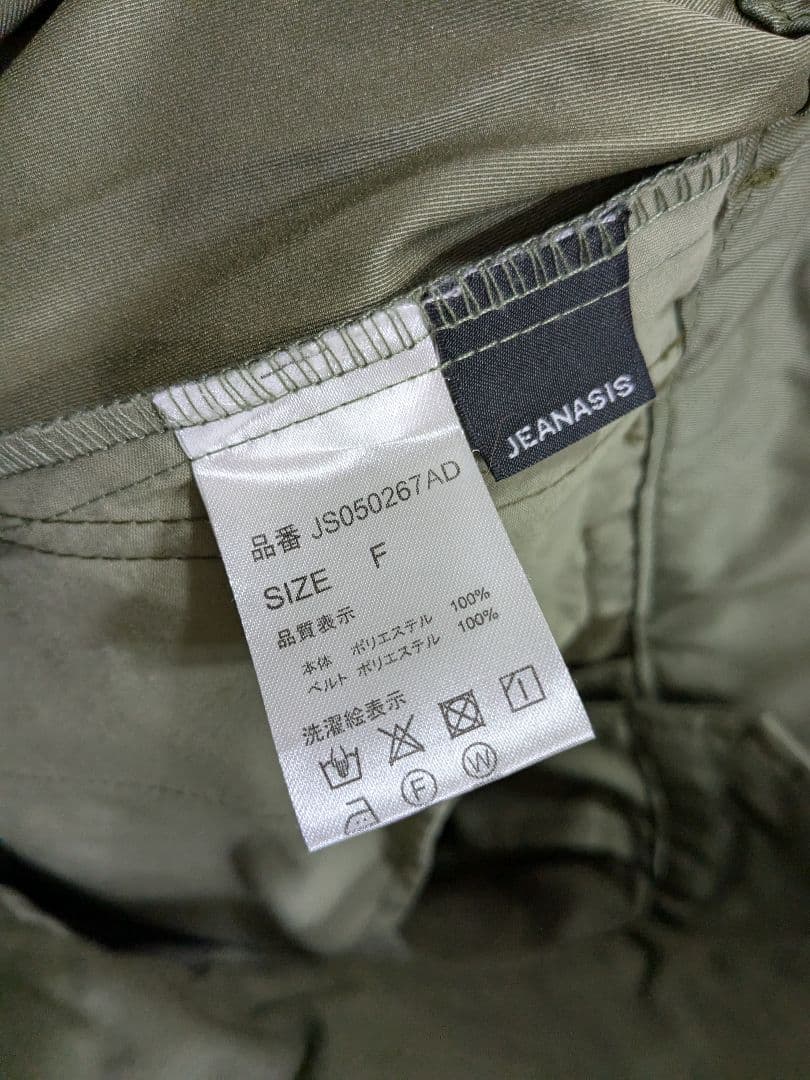 JEANASIS
品番 JS050267AD
SIZE F
品質表示
本体 ポリエステル 100%
ベルト ポリエステル 100%
洗濯絵表示
F W